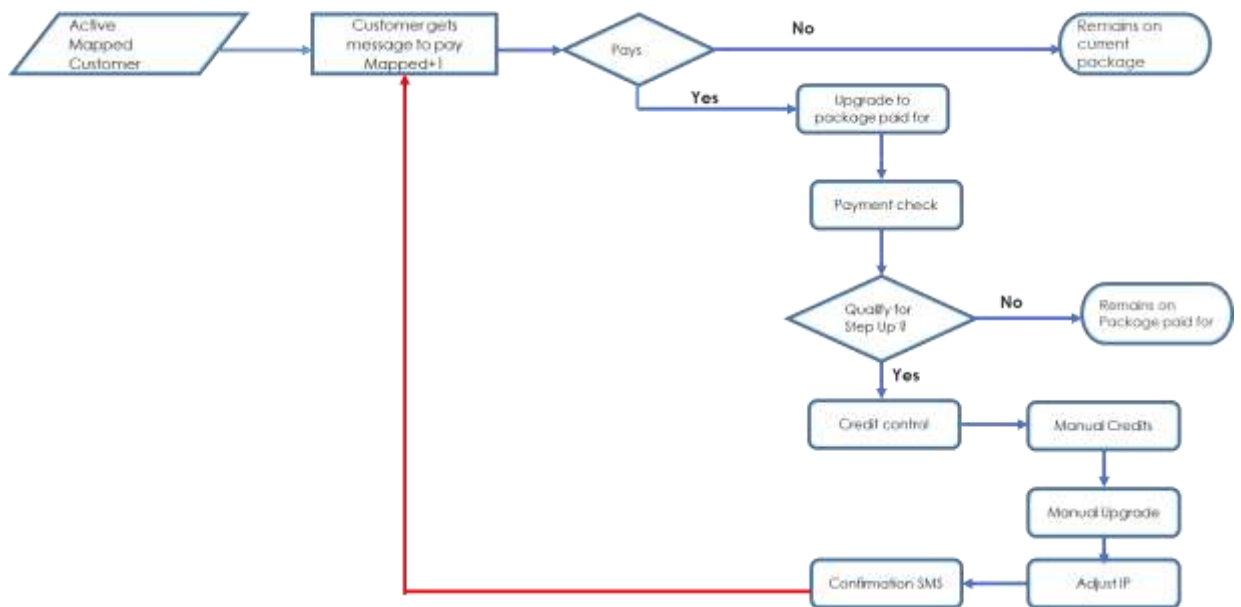 Active
Mapped
Customer
Customer gets
message to pay
Mapped+1
Pays
No
Remains on
current
package
Yes
Upgrade to
package paid for
Payment check
Qualify for
Step Up ?
No
Remains on
Package paid for
Yes
Credit control
Manual Credits
Manual Upgrade
Confirmation SMS
Adjust IP